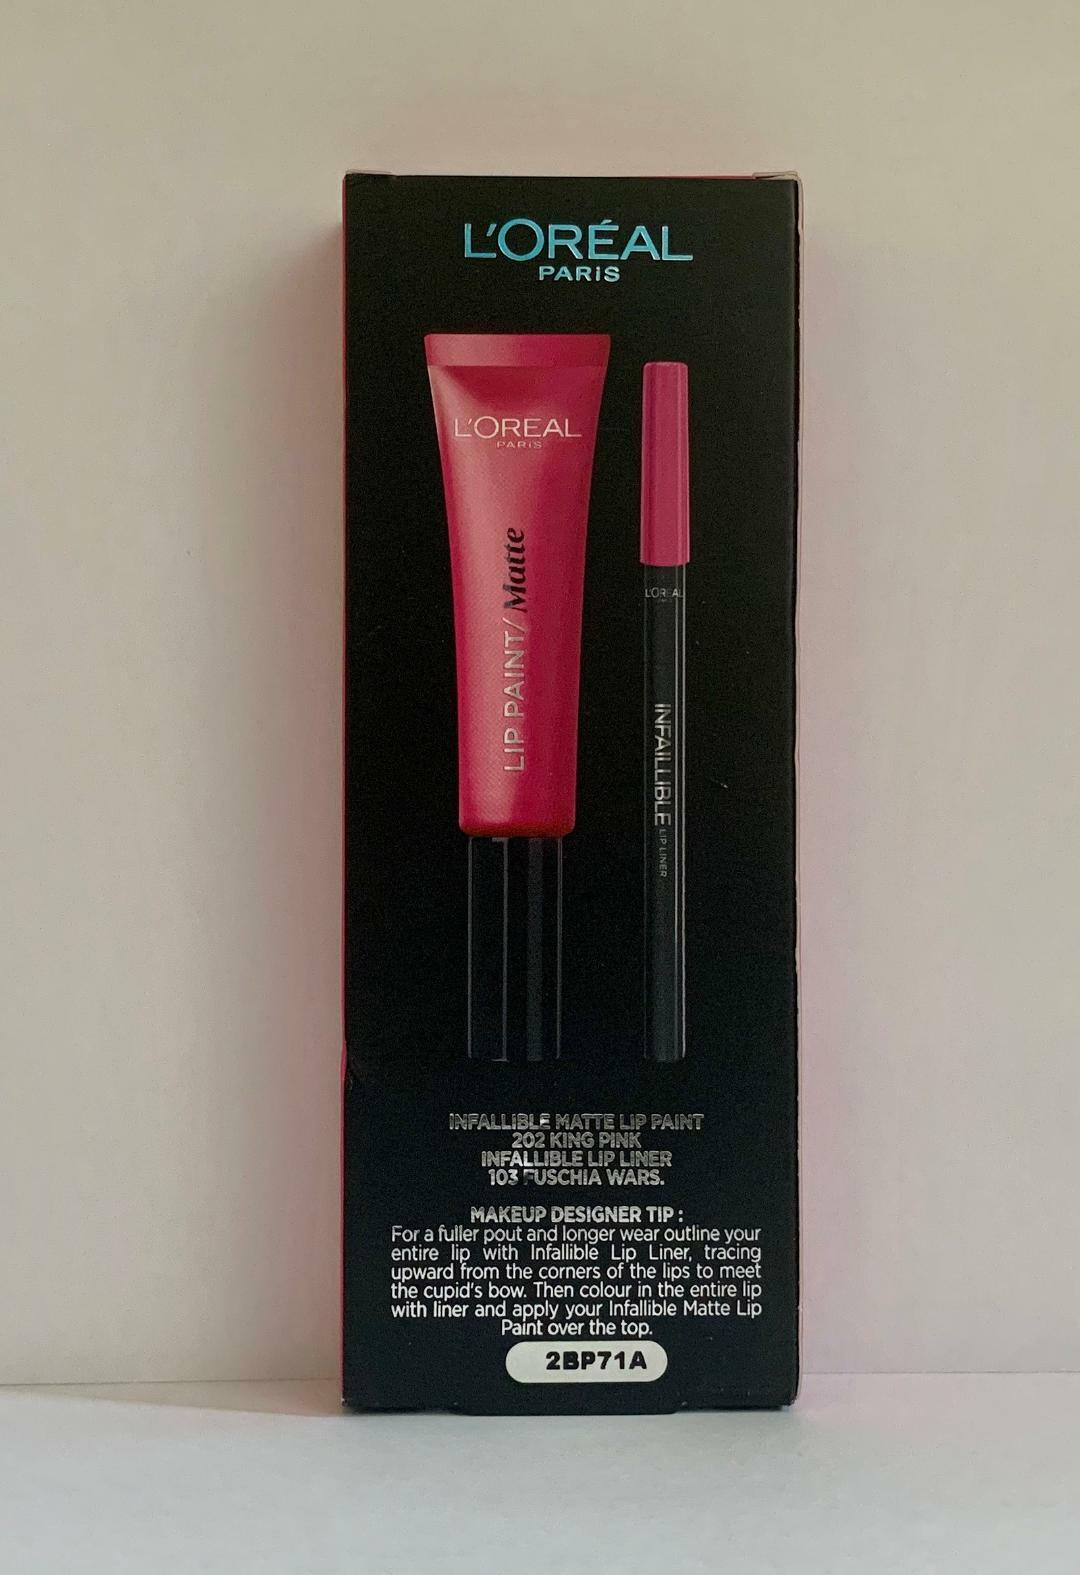 L'ORÉAL
PARiS
L'OREAL
PARiS
LIP PAINT/Matte
L'ORÉAL
INFAILLIBLE LIP LINER
INFALLIBLE MATTE LIP PAINT
202 KING PINK
INFALLIBLE LIP LINER
103 FUSCHIA WARS.
MAKEUP DESIGNER TIP :
For a fuller pout and longer wear outline your
entire lip with Infallible Lip Liner, tracing
upward from the corners of the lips to meet
the cupid's bow. Then colour in the entire lip
with liner and apply your Infallible Matte Lip
Paint over the top.
2BP71A